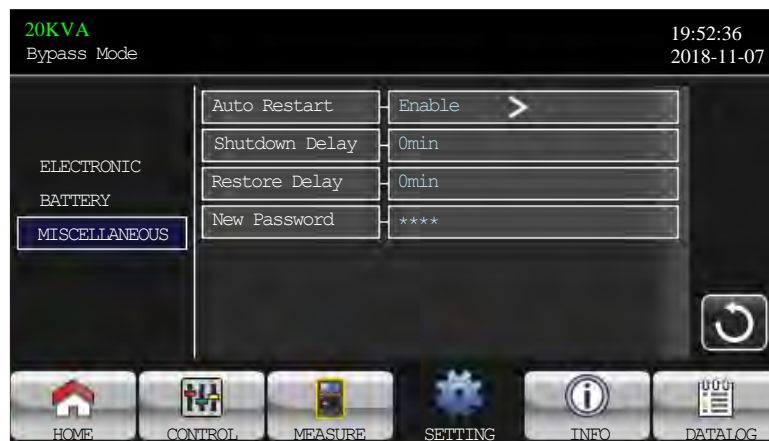 20KVA
Bypass Mode
19:52:36
2018-11-07
ELECTRONIC
BATTERY
MISCELLANEOUS
Auto Restart Enable >
Shutdown Delay 0min
Restore Delay 0min
New Password ****
HOME CONTROL MEASURE SETTING INFO DATALOG